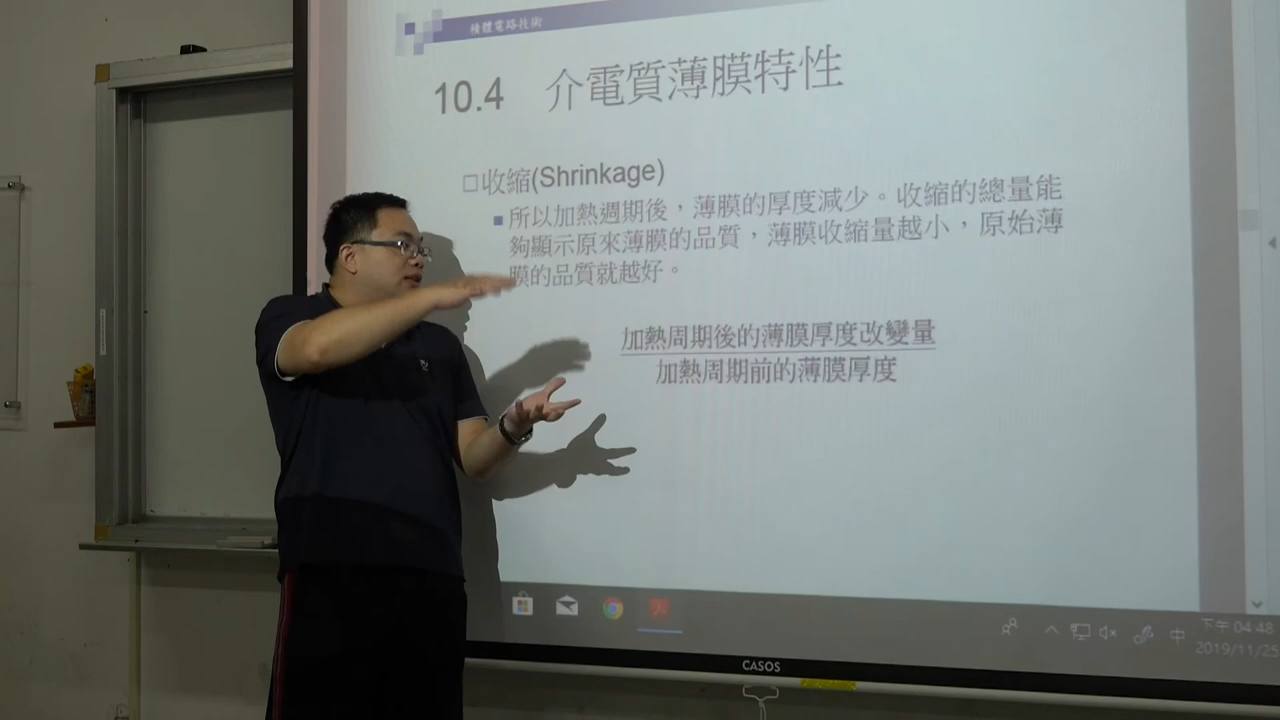 積體電路技術
10.4 介電質薄膜特性
收縮(Shrinkage)
所以加熱週期後，薄膜的厚度減少。收縮的總量能
夠顯示原來薄膜的品質，薄膜收縮量越小，原始薄
膜的品質就越好。
加熱周期後的薄膜厚度改變量
加熱周期前的薄膜厚度
中
下午 04:48
2019/11/25
CASOS